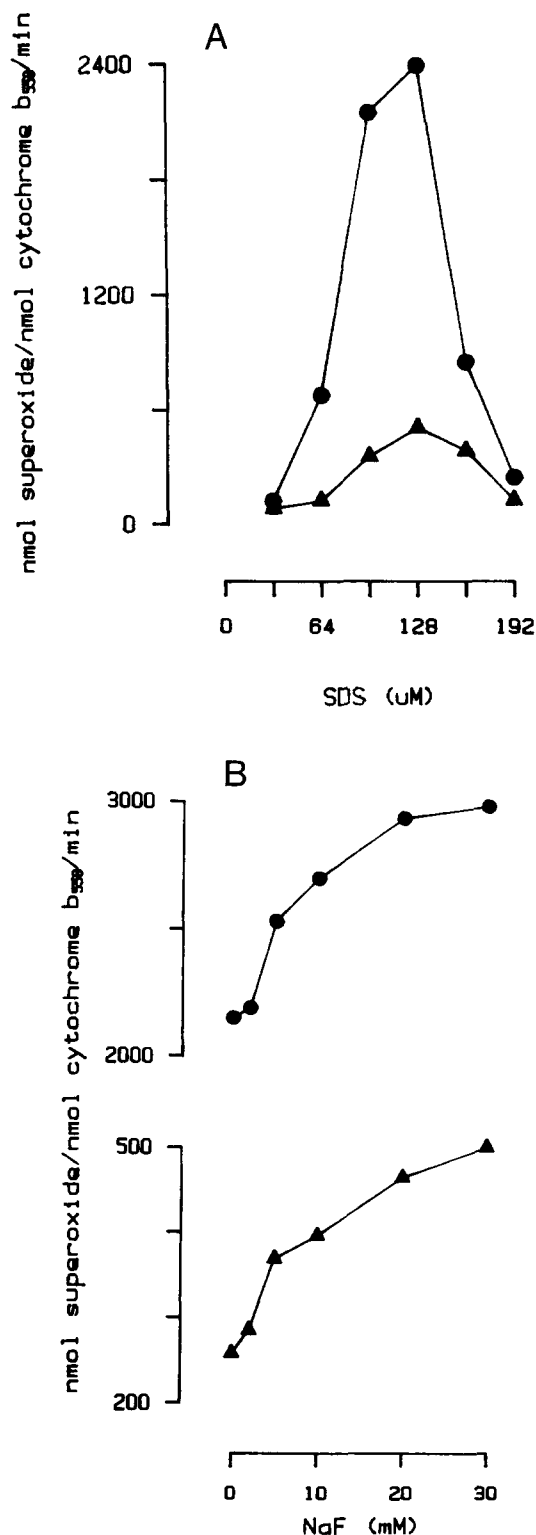 A
nmol superoxide/nmol cytochrome b558/min
2400
1200
0
0 64 128 192
SDS (uM)
B
nmol superoxide/nmol cytochrome b558/min
3000
2000
500
200
0 10 20 30
NaF (mM)